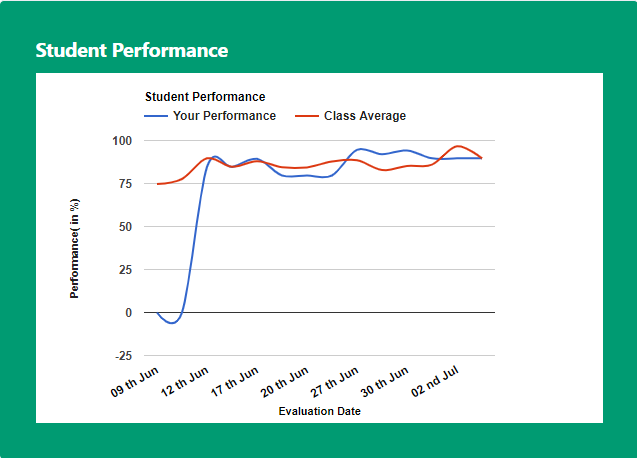 Student Performance
Student Performance
Your Performance Class Average
100
75
50
25
0
-25
Performance( in %)
09 th Jun 12 th Jun 17 th Jun 20 th Jun 27 th Jun 30 th Jun 02 nd Jul
Evaluation Date